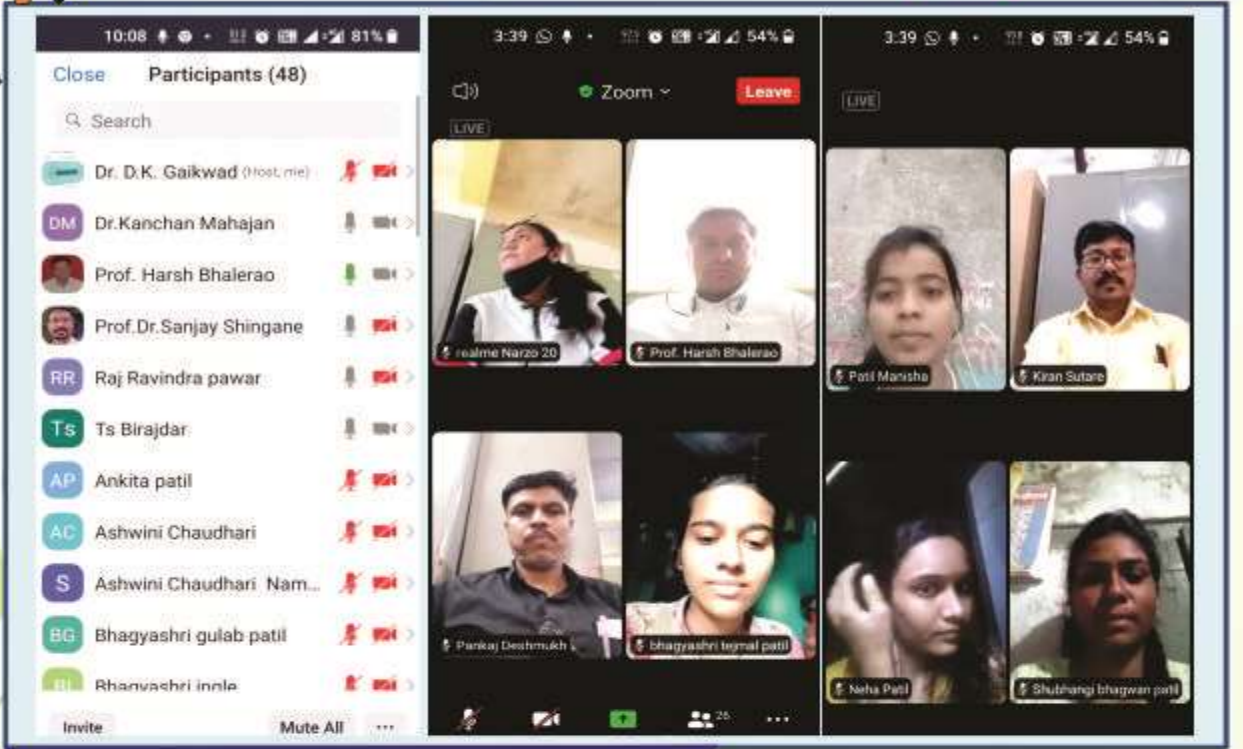 10:08 81%
Close Participants (48)
Search
Dr. D.K. Gaikwad (Host, me)
DM Dr.Kanchan Mahajan
Prof. Harsh Bhalerao
Prof.Dr.Sanjay Shingane
RR Raj Ravindra pawar
Ts Ts Birajdar
AP Ankita patil
AC Ashwini Chaudhari
S Ashwini Chaudhari Nam...
BG Bhagyashri gulab patil
BI Bhagyashri ingle
Invite Mute All ...
3:39 54%
Zoom Leave
LIVE
realme Narzo 20 Prof. Harsh Bhalerao
Pankaj Deshmukh bhagyashri tejmal patil
26 ...
3:39 54%
LIVE
Patil Manisha Kiran Sutare
Neha Patil Shubhangi bhagwan patil